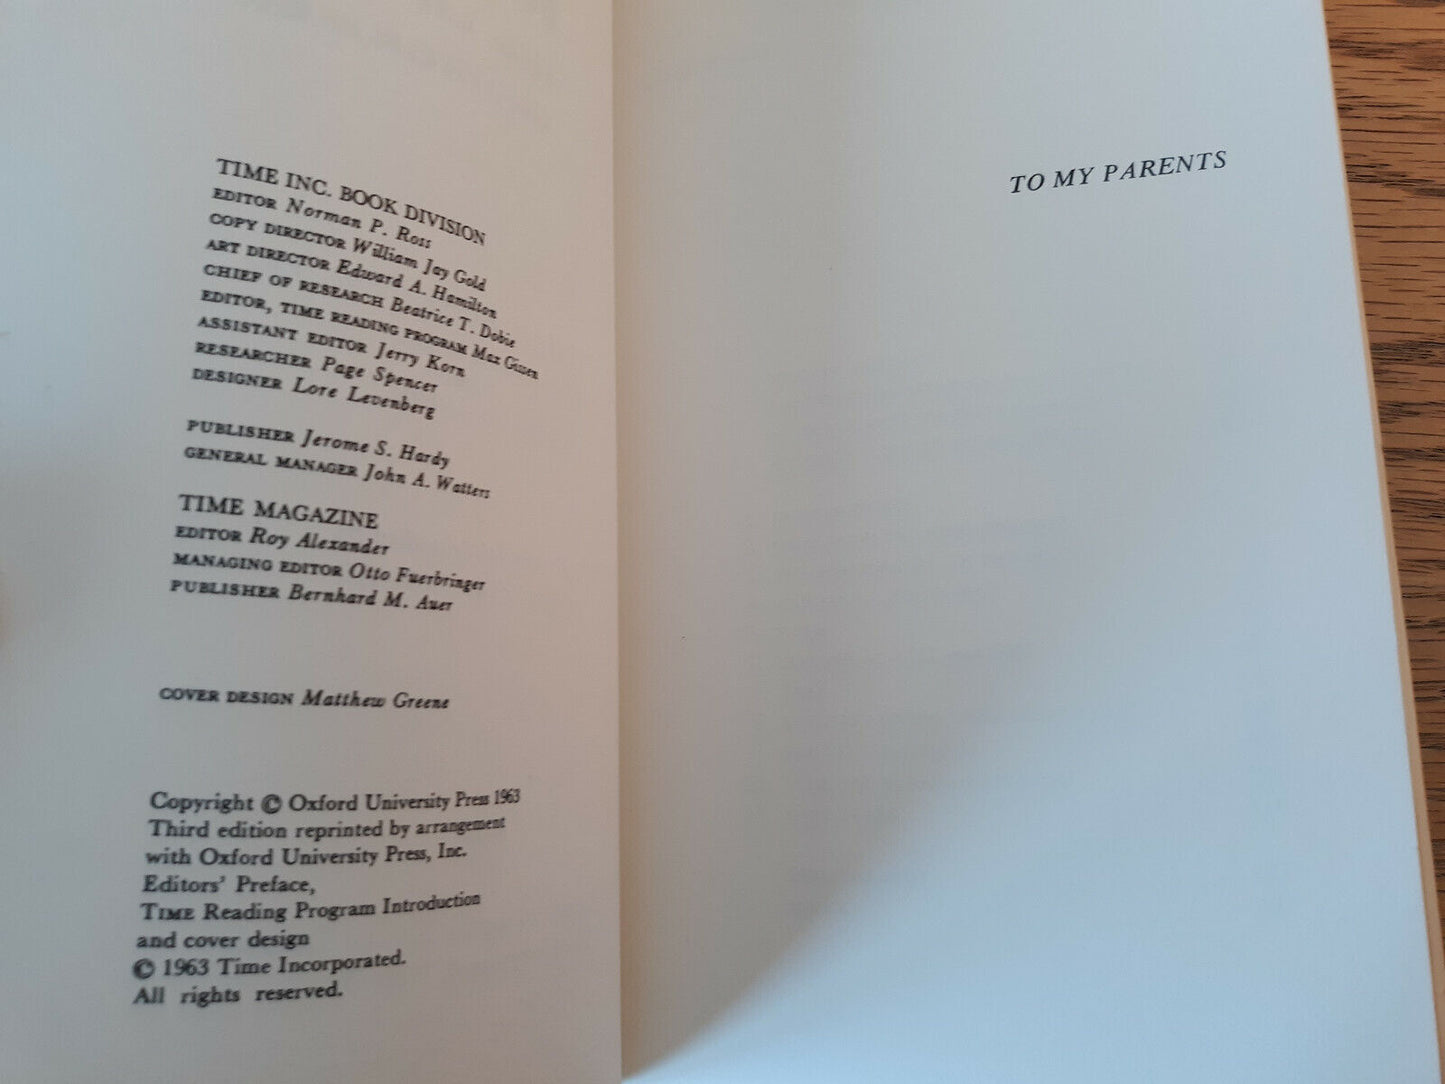 TIME INC. BOOK DIVISION
EDITOR Norman P. Ross
COPY DIRECTOR William Jay Gold
ART DIRECTOR Edward A. Hamilton
CHIEF OF RESEARCH Beatrice T. Dobie
EDITOR, TIME READING PROGRAM Max Gissen
ASSISTANT EDITOR Jerry Korn
RESEARCHER Page Spencer
DESIGNER Lore Levenberg
PUBLISHER Jerome S. Hardy
GENERAL MANAGER John A. Watters
TIME MAGAZINE
EDITOR Roy Alexander
MANAGING EDITOR Otto Fuerbringer
PUBLISHER Bernhard M. Auer
COVER DESIGN Matthew Greene
Copyright © Oxford University Press 1963
Third edition reprinted by arrangement
with Oxford University Press, Inc.
Editors' Preface,
TIME Reading Program Introduction
and cover design
© 1963 Time Incorporated.
All rights reserved.
TO MY PARENTS